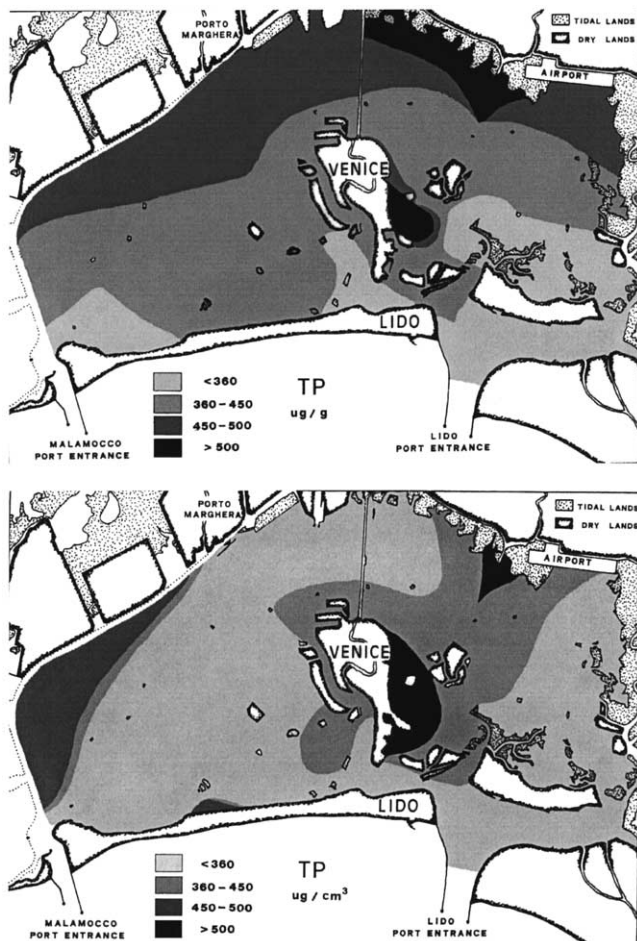 PORTO
MARGHERA
TIDAL LANDS
DRY LANDS
AIRPORT
VENICE
LIDO
<360
360-450
450-500
>500
TP
ug/g
MALAMOCCO
PORT ENTRANCE
LIDO
PORT ENTRANCE
PORTO
MARGHERA
TIDAL LANDS
DRY LANDS
AIRPORT
VENICE
LIDO
<360
360-450
450-500
>500
TP
ug/cm³
MALAMOCCO
PORT ENTRANCE
LIDO
PORT ENTRANCE